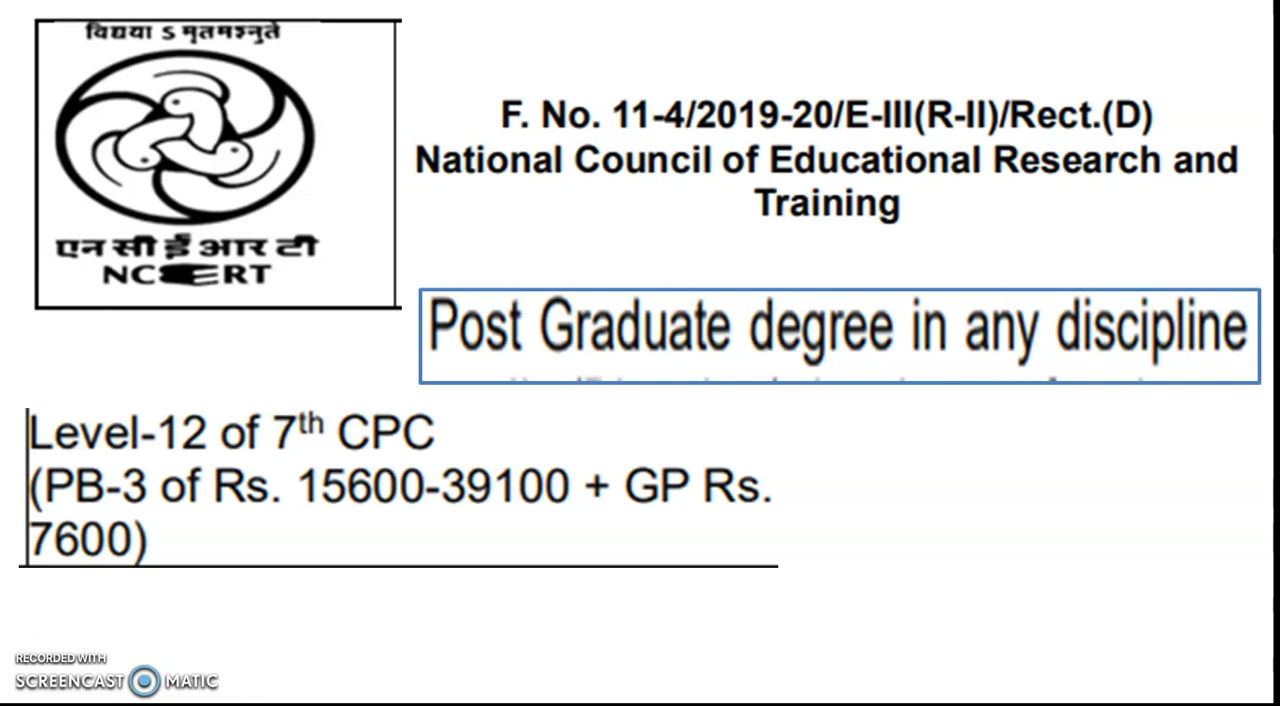 विद्यया S मृतमश्नुते
एन सी ई आर टी
NCERT
F. No. 11-4/2019-20/E-III(R-II)/Rect.(D)
National Council of Educational Research and
Training
Post Graduate degree in any discipline
Level-12 of 7th CPC
(PB-3 of Rs. 15600-39100 + GP Rs.
7600)
RECORDED WITH
SCREENCAST MATIC